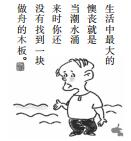 生活中最大的
懊丧就是
当潮水涌
来时你还
没有找到一块
做舟的木板。